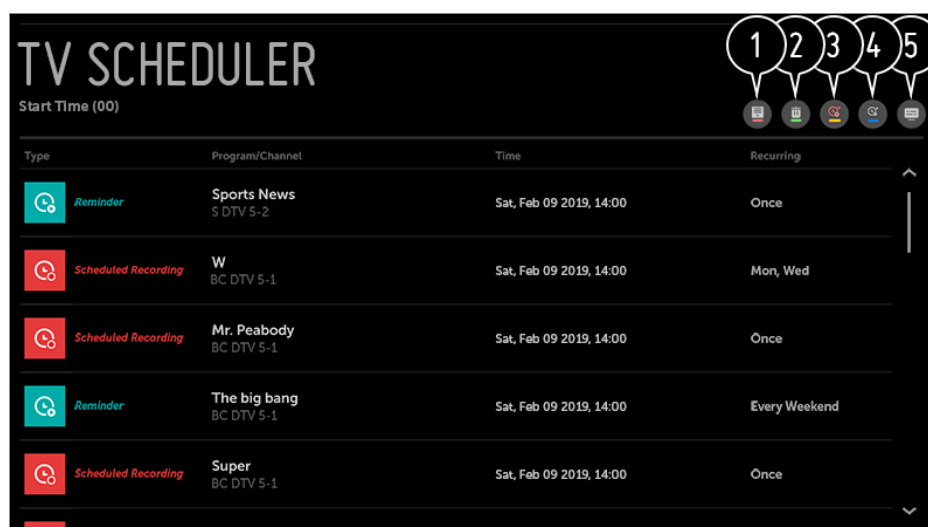 TV SCHEDULER
1 2 3 4 5
Start Time (00)
Type Program/Channel Time Recurring
Reminder Sports News Sat, Feb 09 2019, 14:00 Once
S DTV 5-2
Scheduled Recording W Sat, Feb 09 2019, 14:00 Mon, Wed
BC DTV 5-1
Scheduled Recording Mr. Peabody Sat, Feb 09 2019, 14:00 Once
BC DTV 5-1
Reminder The big bang Sat, Feb 09 2019, 14:00 Every Weekend
BC DTV 5-1
Scheduled Recording Super Sat, Feb 09 2019, 14:00 Once
BC DTV 5-1